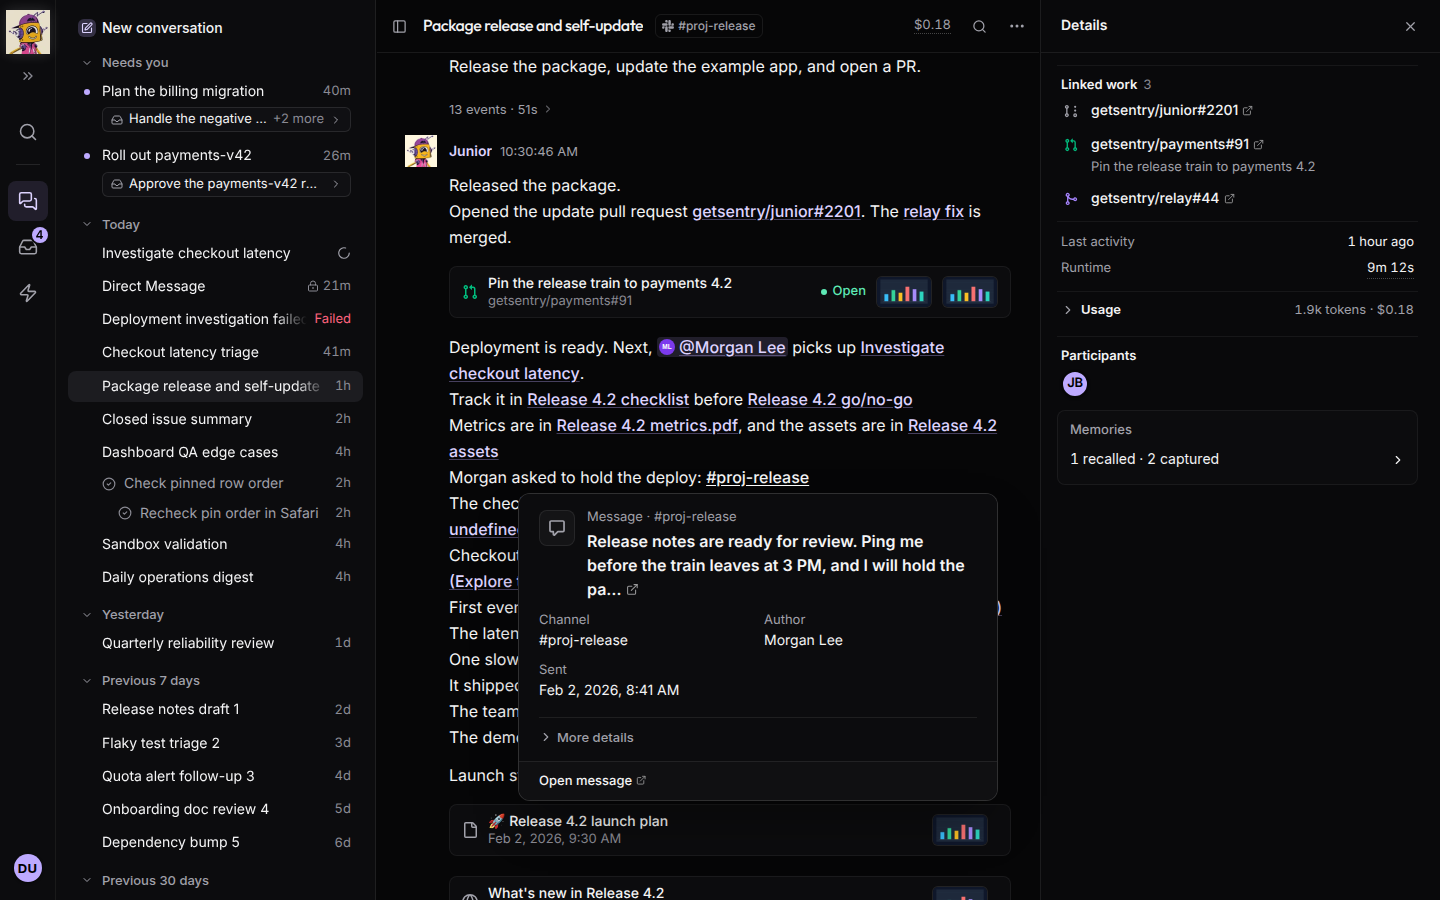 New conversation
Needs you
Plan the billing migration 40m
Handle the negative ... +2 more
Roll out payments-v42 26m
Approve the payments-v42 r...
4
Today
Investigate checkout latency
Direct Message 21m
Deployment investigation failed Failed
Checkout latency triage 41m
Package release and self-update 1h
Closed issue summary 2h
Dashboard QA edge cases 4h
Check pinned row order 2h
Recheck pin order in Safari 2h
Sandbox validation 4h
Daily operations digest 4h
Yesterday
Quarterly reliability review 1d
Previous 7 days
Release notes draft 1 2d
Flaky test triage 2 3d
Quota alert follow-up 3 4d
Onboarding doc review 4 5d
Dependency bump 5 6d
Previous 30 days
DU
Package release and self-update #proj-release $0.18
Release the package, update the example app, and open a PR.
13 events · 51s
Junior 10:30:46 AM
Released the package.
Opened the update pull request getsentry/junior#2201. The relay fix is
merged.
Pin the release train to payments 4.2
getsentry/payments#91
Open
Deployment is ready. Next, ML @Morgan Lee picks up Investigate
checkout latency.
Track it in Release 4.2 checklist before Release 4.2 go/no-go
Metrics are in Release 4.2 metrics.pdf, and the assets are in Release 4.2
assets
Morgan asked to hold the deploy: #proj-release
The chec
undefine
Checkout
(Explore
First ever )
The laten
One slow
It shipped
The team
The demo
Launch s
Message · #proj-release
Release notes are ready for review. Ping me
before the train leaves at 3 PM, and I will hold the
pa...
Channel Author
#proj-release Morgan Lee
Sent
Feb 2, 2026, 8:41 AM
More details
Open message
🚀 Release 4.2 launch plan
Feb 2, 2026, 9:30 AM
What's new in Release 4.2
Details
Linked work 3
getsentry/junior#2201
getsentry/payments#91
Pin the release train to payments 4.2
getsentry/relay#44
Last activity 1 hour ago
Runtime 9m 12s
Usage 1.9k tokens · $0.18
Participants
JB
Memories
1 recalled · 2 captured